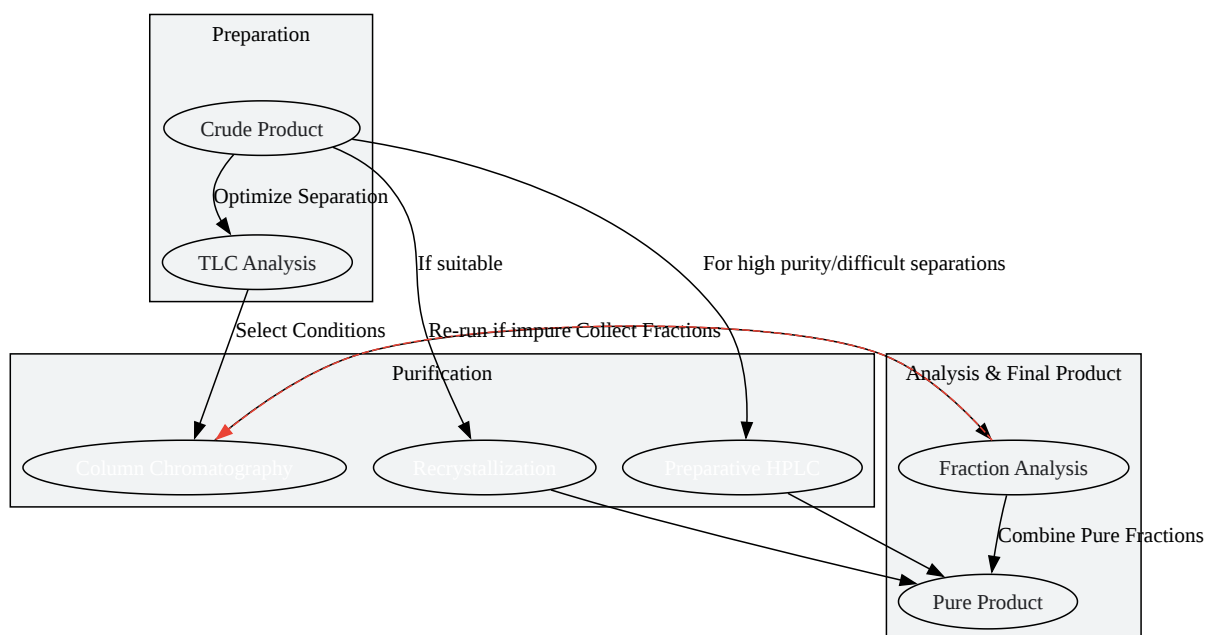 Preparation
Crude Product
Optimize Separation
TLC Analysis
If suitable
For high purity/difficult separations
Select Conditions
Re-run if impure
Collect Fractions
Purification
Analysis & Final Product
Column Chromatography
Recrystallization
Preparative HPLC
Fraction Analysis
Combine Pure Fractions
Pure Product